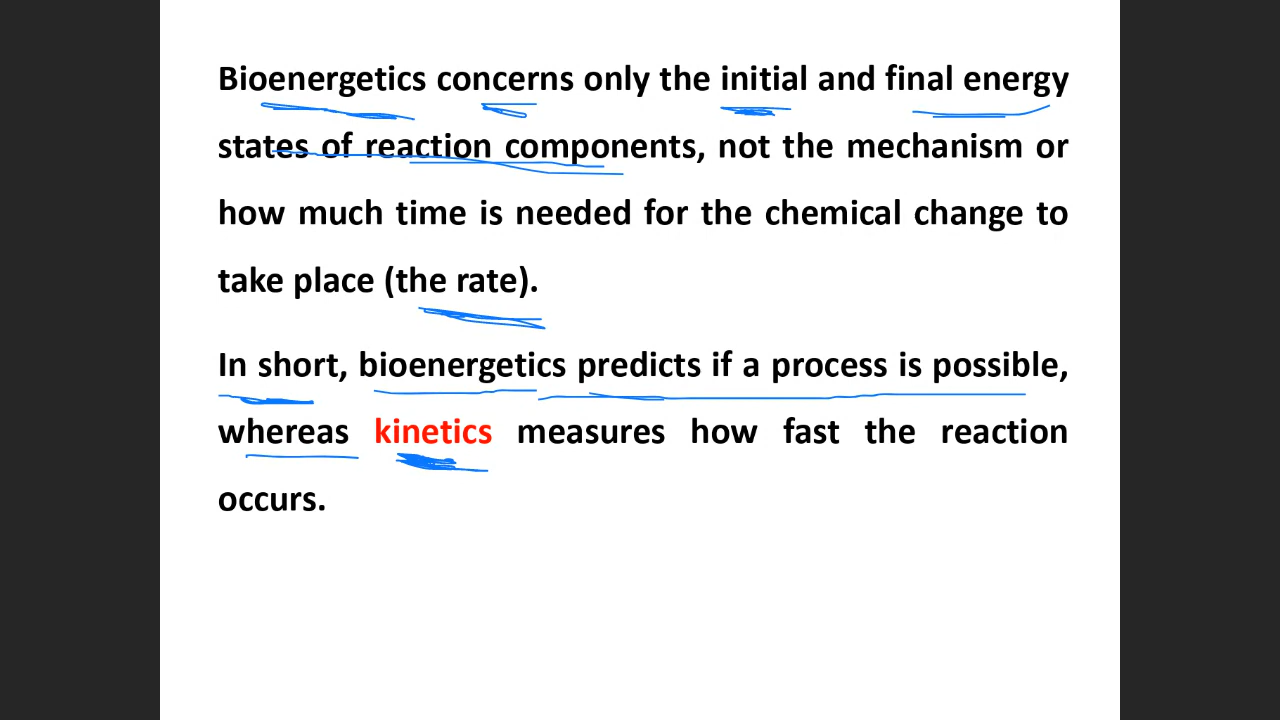 Bioenergetics concerns only the initial and final energy
states of reaction components, not the mechanism or
how much time is needed for the chemical change to
take place (the rate).
In short, bioenergetics predicts if a process is possible,
whereas kinetics measures how fast the reaction
occurs.